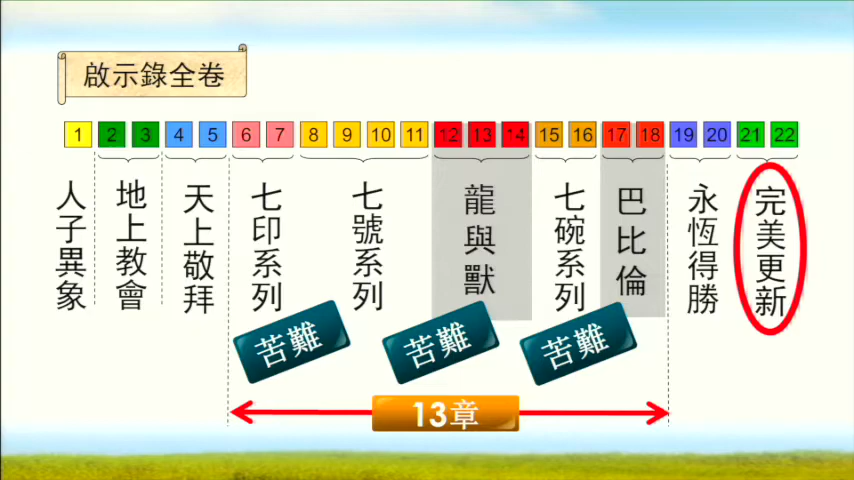 啟示錄全卷
1 2 3 4 5 6 7 8 9 10 11 12 13 14 15 16 17 18 19 20 21 22
人子異象
地上教會
天上敬拜
七印系列
七號系列
龍與獸
七碗系列
巴比倫
永恆得勝
完美更新
苦難
苦難
苦難
13章